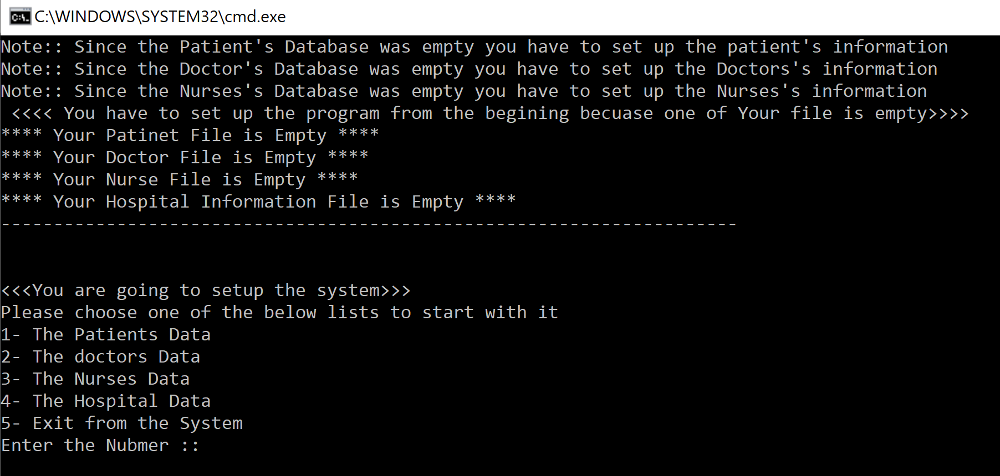 C:\WINDOWS\SYSTEM32\cmd.exe
Note:: Since the Patient's Database was empty you have to set up the patient's information
Note:: Since the Doctor's Database was empty you have to set up the Doctors's information
Note:: Since the Nurses's Database was empty you have to set up the Nurses's information
<<<< You have to set up the program from the begining becuase one of Your file is empty>>>>
**** Your Patinet File is Empty ****
**** Your Doctor File is Empty ****
**** Your Nurse File is Empty ****
**** Your Hospital Information File is Empty ****
----------------------------------------------------------------------
<<<You are going to setup the system>>>
Please choose one of the below lists to start with it
1- The Patients Data
2- The doctors Data
3- The Nurses Data
4- The Hospital Data
5- Exit from the System
Enter the Nubmer ::